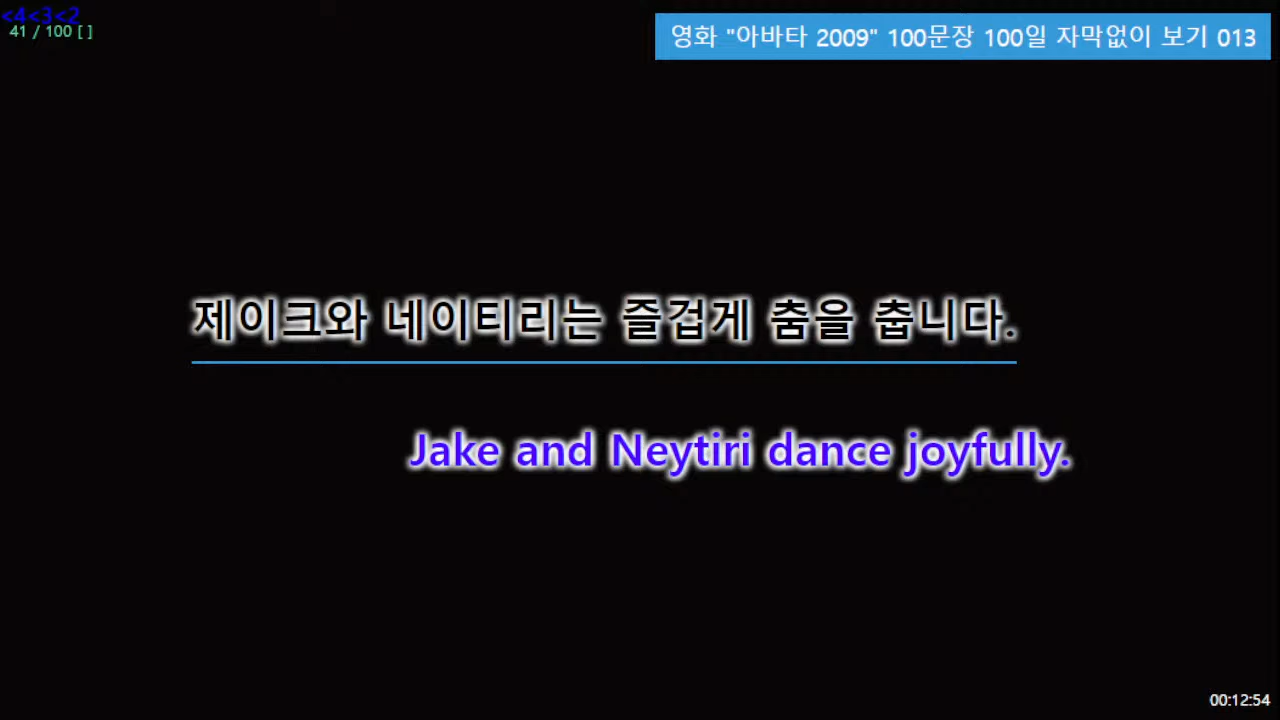 <4<3<2
41 / 100 [ ]
영화 "아바타 2009" 100문장 100일 자막없이 보기 013
제이크와 네이티리는 즐겁게 춤을 춥니다.
Jake and Neytiri dance joyfully.
00:12:54